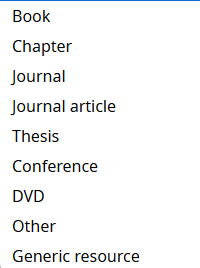 Book
Chapter
Journal
Journal article
Thesis
Conference
DVD
Other
Generic resource